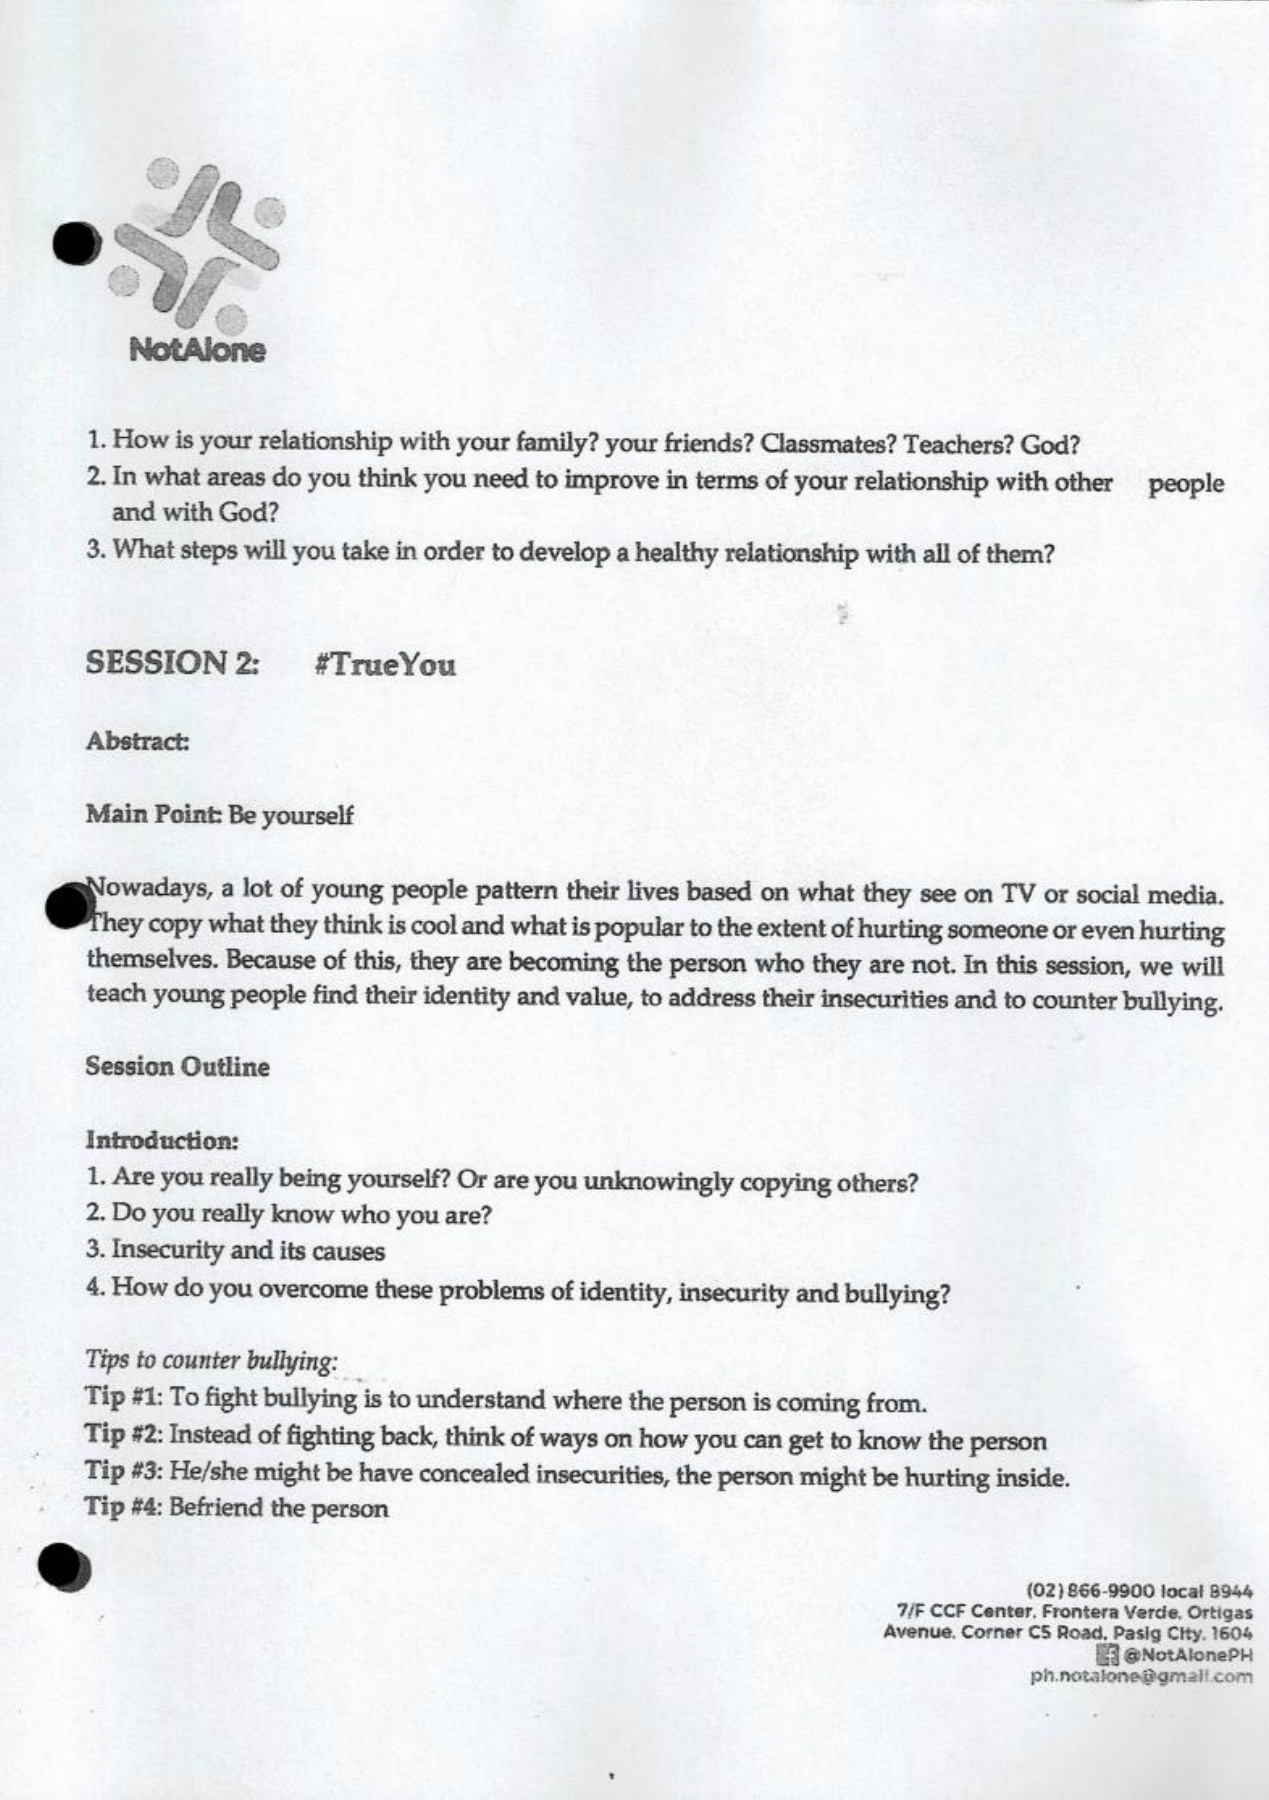 NotAlone
1. How is your relationship with your family? your friends? Classmates? Teachers? God?
2. In what areas do you think you need to improve in terms of your relationship with other people
and with God?
3. What steps will you take in order to develop a healthy relationship with all of them?
SESSION 2: #TrueYou
Abstract:
Main Point: Be yourself
Nowadays, a lot of young people pattern their lives based on what they see on TV or social media.
They copy what they think is cool and what is popular to the extent of hurting someone or even hurting
themselves. Because of this, they are becoming the person who they are not. In this session, we will
teach young people find their identity and value, to address their insecurities and to counter bullying.
Session Outline
Introduction:
1. Are you really being yourself? Or are you unknowingly copying others?
2. Do you really know who you are?
3. Insecurity and its causes
4. How do you overcome these problems of identity, insecurity and bullying?
Tips to counter bullying:
Tip #1: To fight bullying is to understand where the person is coming from.
Tip #2: Instead of fighting back, think of ways on how you can get to know the person
Tip #3: He/she might be have concealed insecurities, the person might be hurting inside.
Tip #4: Befriend the person
(02) 866-9900 local 8944
7/F CCF Center, Frontera Verde, Ortigas
Avenue, Corner C5 Road, Pasig City, 1604
@NotAlonePH
ph.notalone@gmail.com